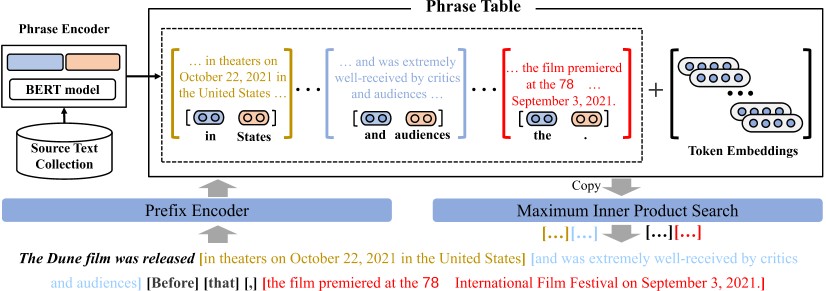 Phrase Table
Phrase Encoder
BERT model
Source Text
Collection
… in theaters on
October 22, 2021 in
the United States …
in States
…
… and was extremely
well-received by critics
and audiences …
and audiences
…
… the film premiered
at the 78 …
September 3, 2021.
the .
+
…
Token Embeddings
Copy
Prefix Encoder
Maximum Inner Product Search
[…][…] […][…]
The Dune film was released [in theaters on October 22, 2021 in the United States] [and was extremely well-received by critics
and audiences] [Before] [that] [,] [the film premiered at the 78 International Film Festival on September 3, 2021.]